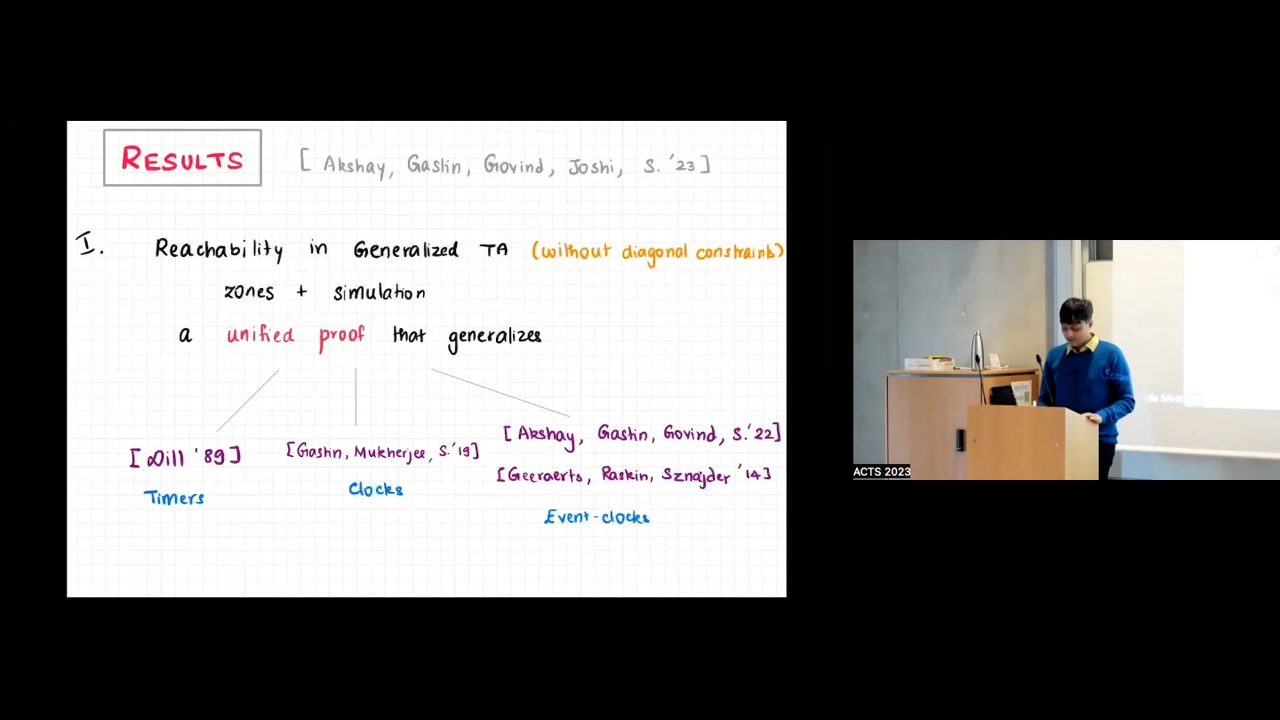 RESULTS [Akshay, Gastin, Govind, Joshi, S.'23]
I. Reachability in Generalized TA (without diagonal constraints)
zones + simulation
a unified proof that generalizes
[Dill '89]
Timers
[Gastin, Mukherjee, S.'19]
Clocks
[Akshay, Gastin, Govind, S.'22]
[Geeraerts, Raskin, Sznajder '14]
Event-clocks
ACTS 2023